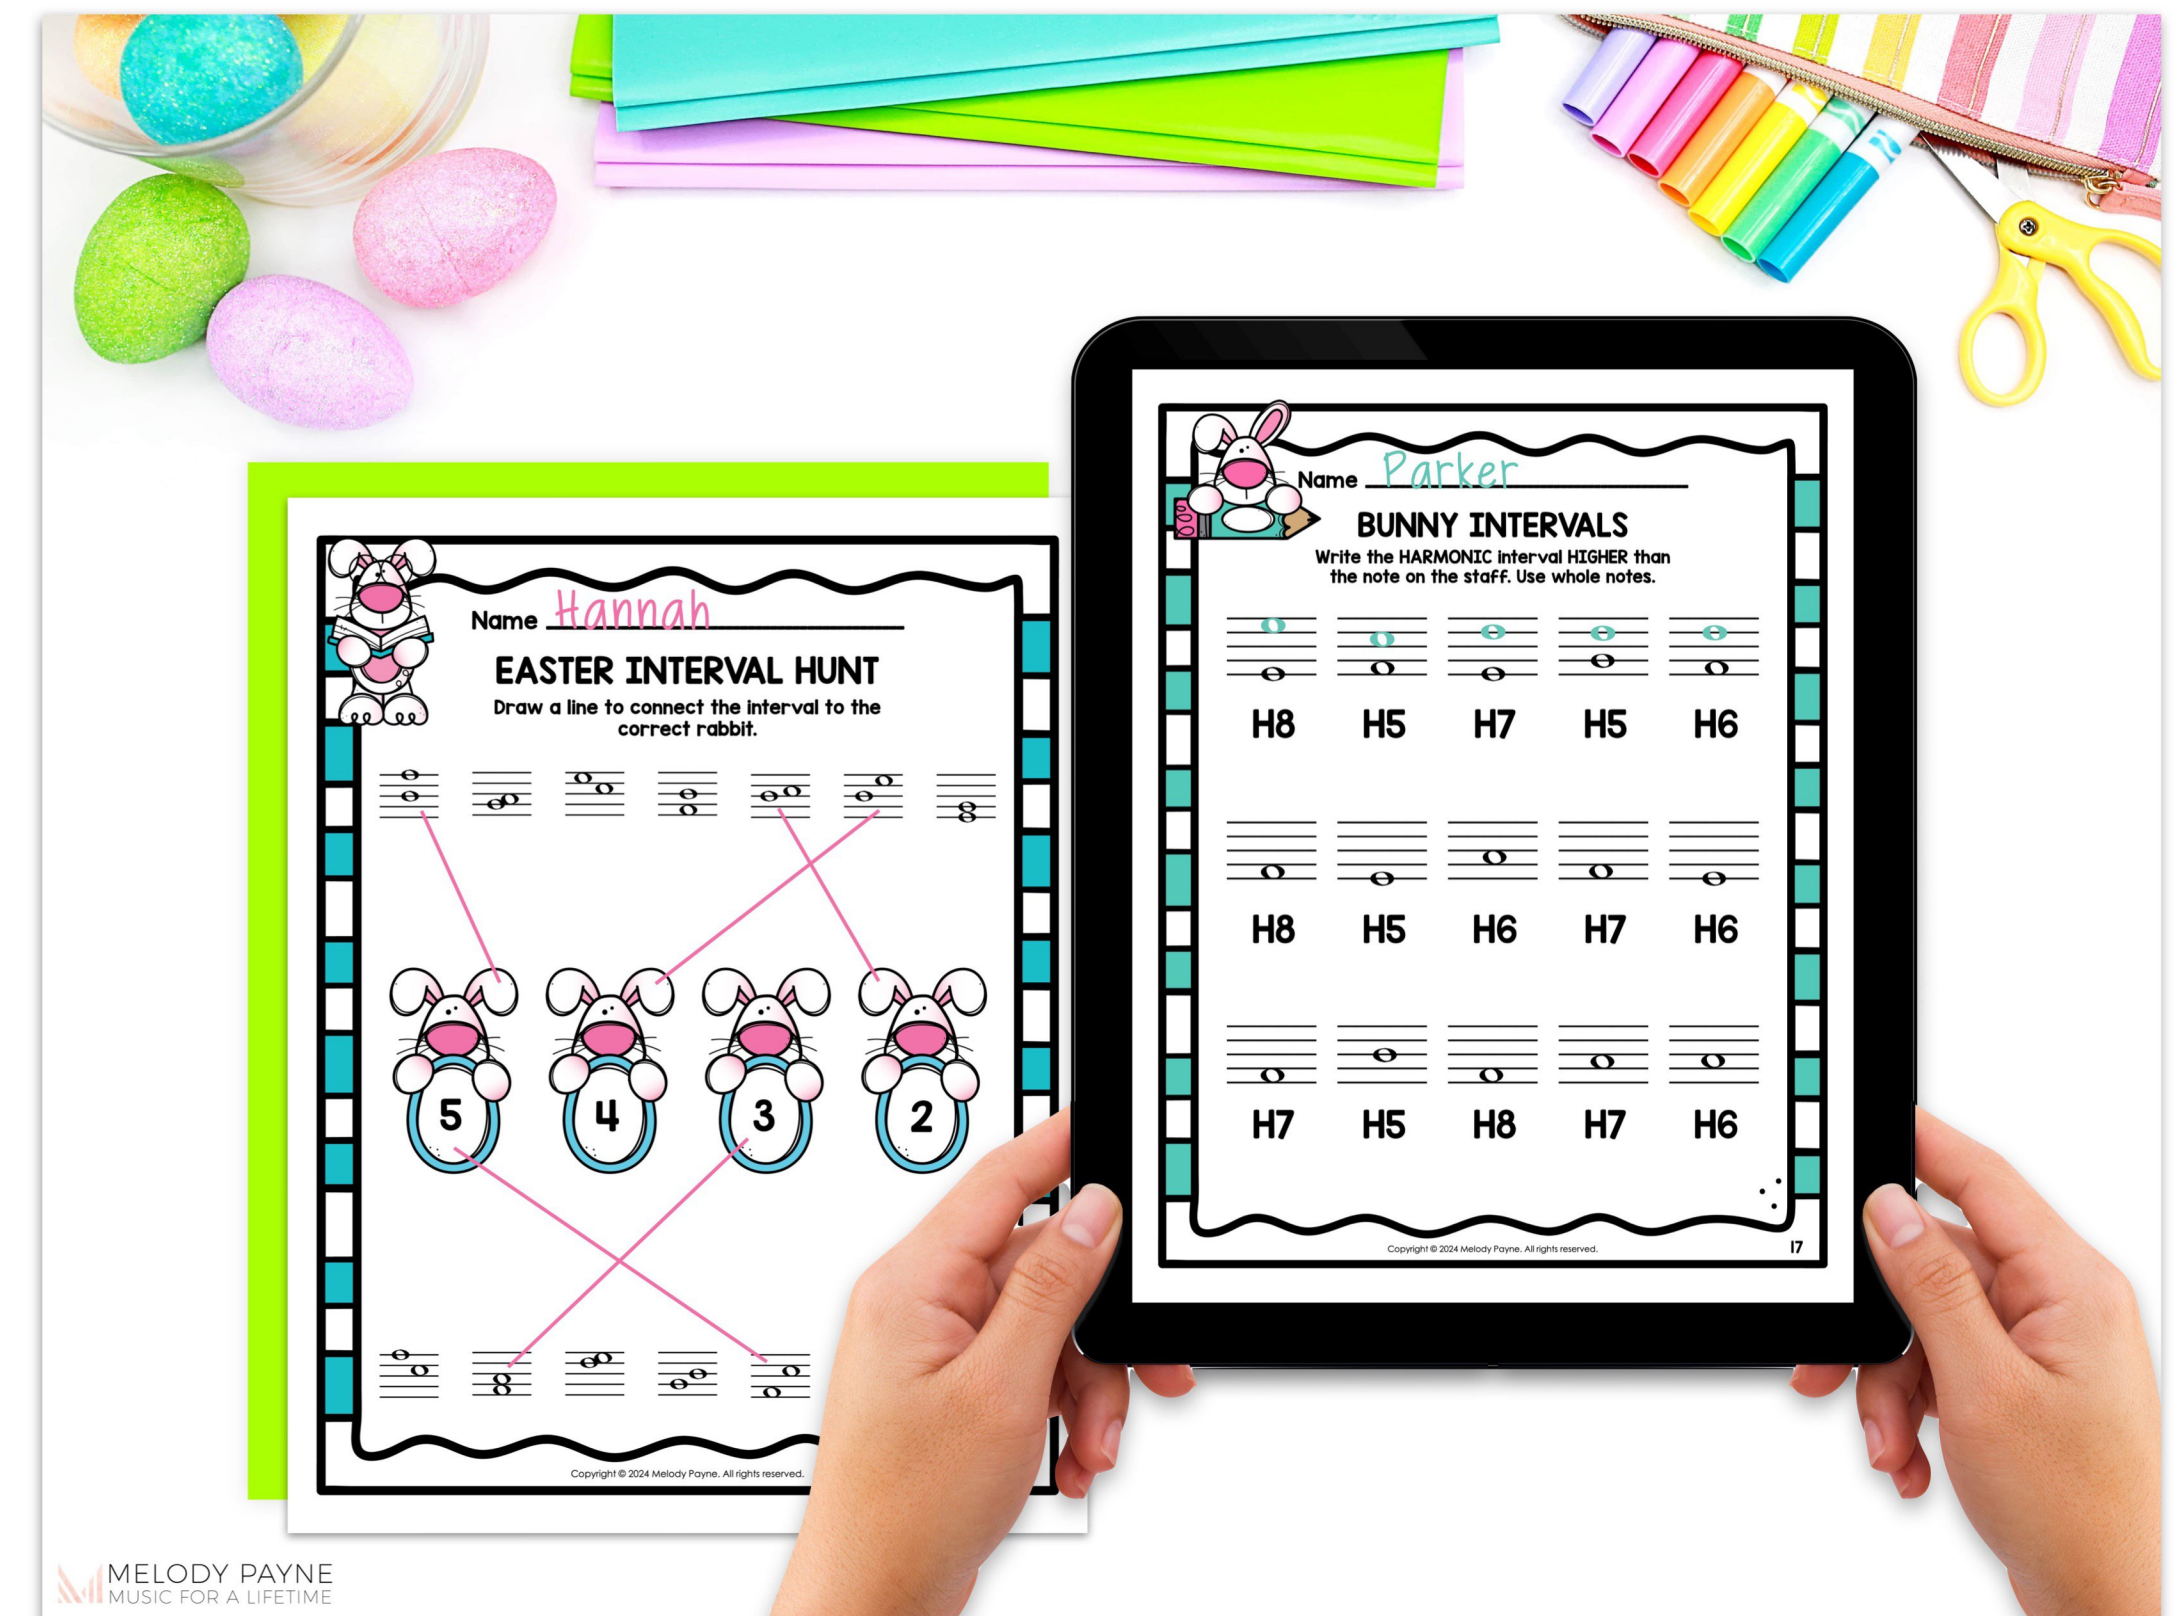 Name Hannah
EASTER INTERVAL HUNT
Draw a line to connect the interval to the
correct rabbit.
5 4 3 2
Copyright © 2024 Melody Payne. All rights reserved.
Name Parker
BUNNY INTERVALS
Write the HARMONIC interval HIGHER than
the note on the staff. Use whole notes.
H8 H5 H7 H5 H6
H8 H5 H6 H7 H6
H7 H5 H8 H7 H6
Copyright © 2024 Melody Payne. All rights reserved.
17
MELODY PAYNE
MUSIC FOR A LIFETIME